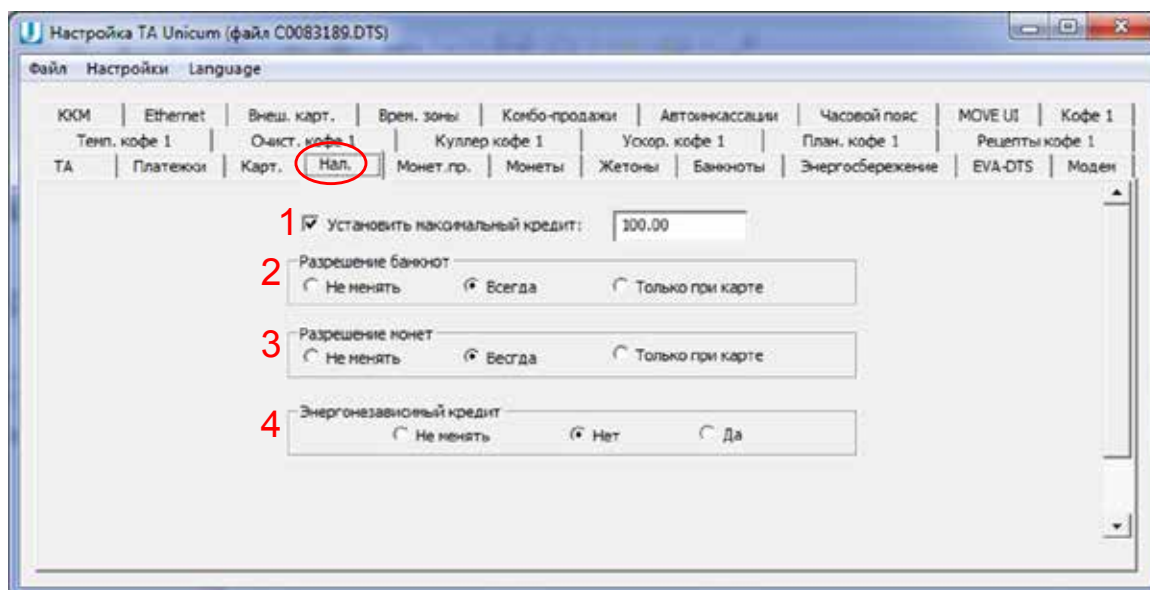 Настройка TA Unicum (файл C0083189.DTS)
Файл Настройки Language
ККМ Ethernet Внеш. карт. Врем. зоны Комбо-продажи Автоинкассации Часовой пояс MOVE UI Кофе 1
Темп. кофе 1 Очист. кофе 1 Куллер кофе 1 Ускор. кофе 1 План. кофе 1 Рецепты кофе 1
ТА Платежки Карт. Нал. Монет.пр. Монеты Жетоны Банкноты Энергосбережение EVA-DTS Модем
1 Установить максимальный кредит: 100.00
2 Разрешение банкнот
Не менять Всегда Только при карте
3 Разрешение монет
Не менятьВегда Только при карте
4 Энергонезависимый кредит
Не менять Нет Да